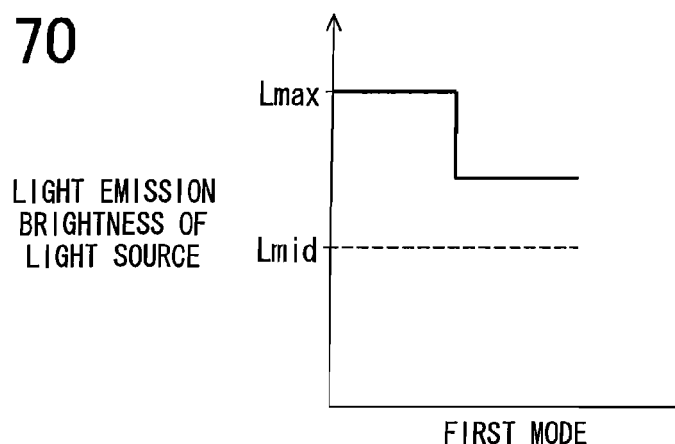 70
Lmax
LIGHT EMISSION
BRIGHTNESS OF
LIGHT SOURCE
Lmid
FIRST MODE